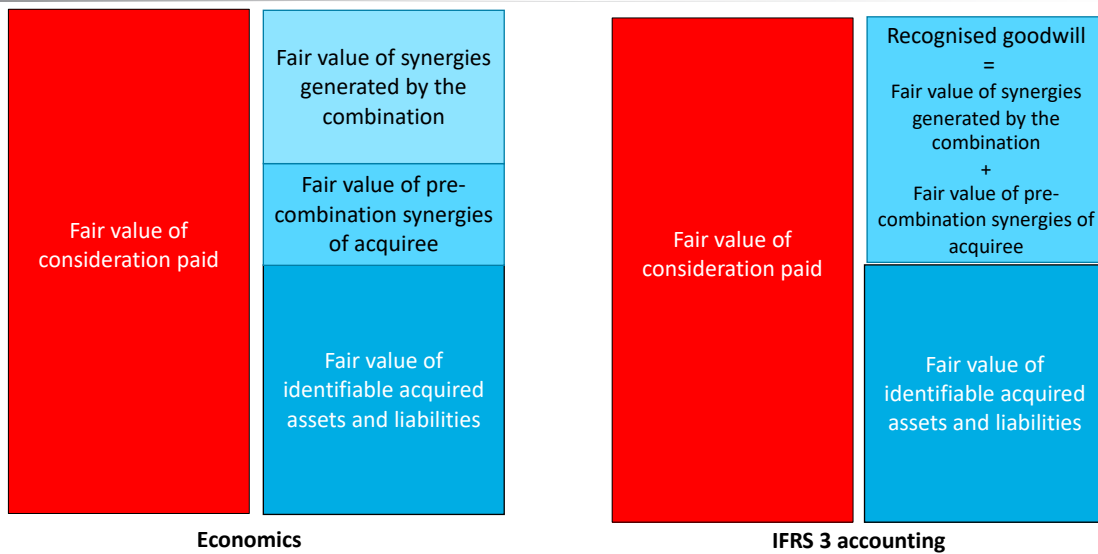 Fair value of
consideration paid
Fair value of synergies
generated by the
combination
Fair value of pre-
combination synergies
of acquiree
Fair value of
identifiable acquired
assets and liabilities
Economics
Fair value of
consideration paid
Recognised goodwill
=
Fair value of synergies
generated by the
combination
+
Fair value of pre-
combination synergies of
acquiree
Fair value of
identifiable acquired
assets and liabilities
IFRS 3 accounting